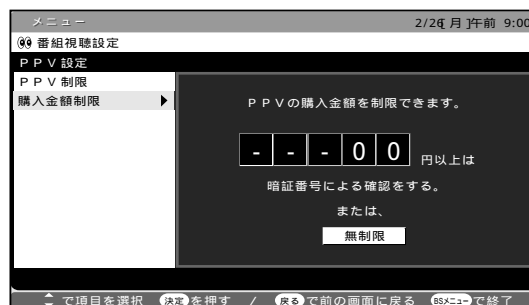 メニュー 2/26[月]午前 9:00
番組視聴設定
PPV設定
PPV制限
購入金額制限
PPVの購入金額を制限できます。
- - - 0 0 円以上は
暗証番号による確認をする。
または、
無制限
で項目を選択 決定を押す / 戻るで前の画面に戻る BSメニューで終了